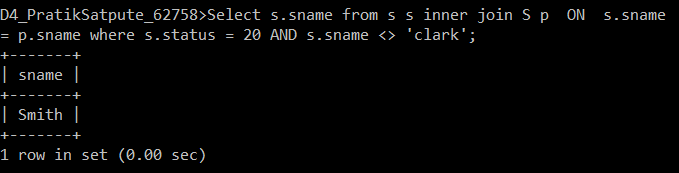 D4_PratikSatpute_62758>Select s.sname from s s inner join S p  ON  s.sname
= p.sname where s.status = 20 AND s.sname <> 'clark';
+-------+
| sname |
+-------+
| Smith |
+-------+
1 row in set (0.00 sec)